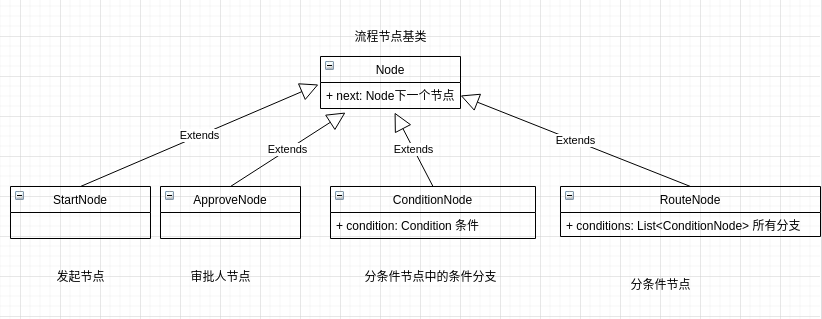 流程节点基类
Node
+ next: Node下一个节点
Extends
Extends
Extends
Extends
StartNode
ApproveNode
ConditionNode
+ condition: Condition 条件
RouteNode
+ conditions: List<ConditionNode> 所有分支
发起节点
审批人节点
分条件节点中的条件分支
分条件节点